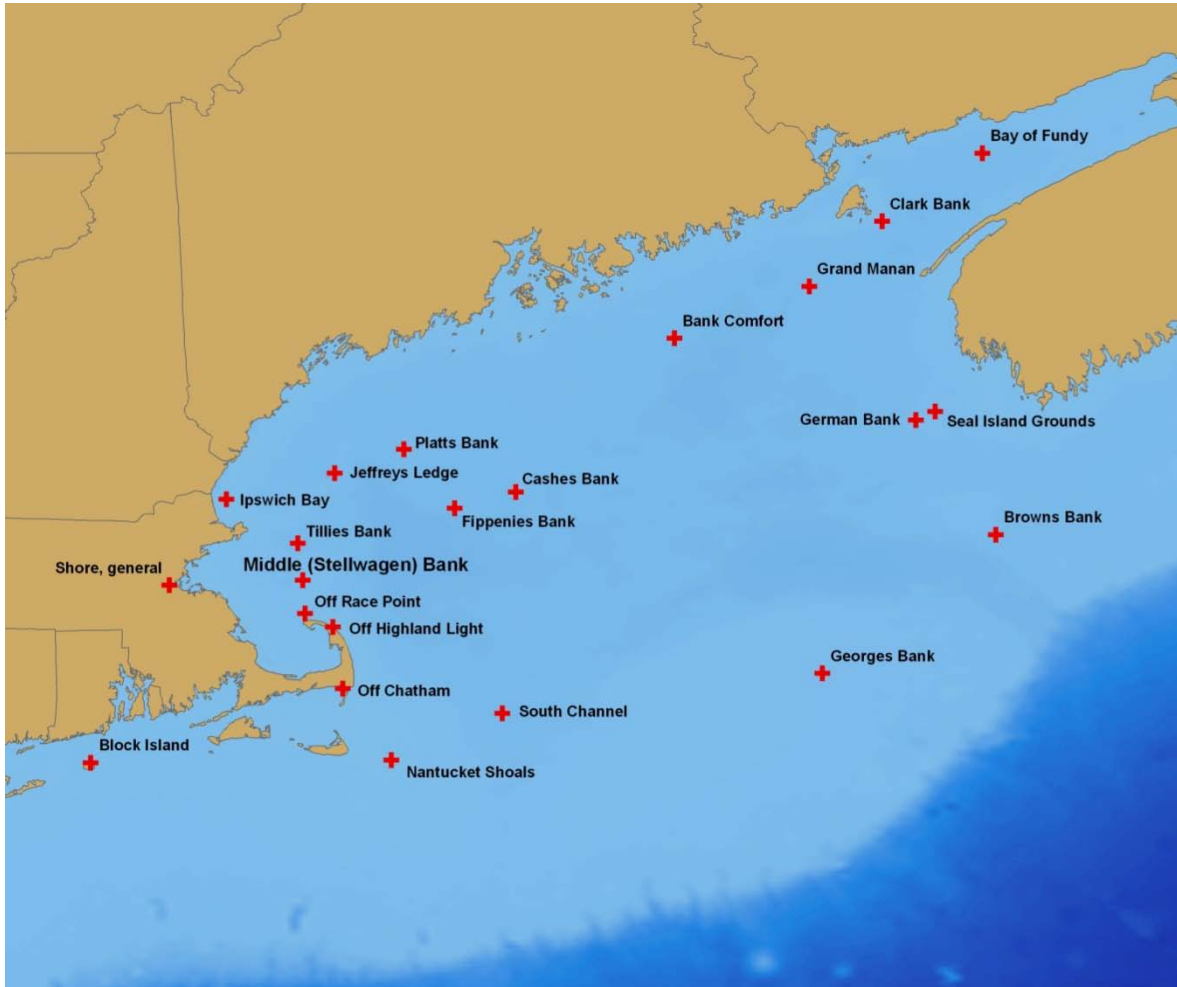 Bay of Fundy
Clark Bank
Grand Manan
Bank Comfort
German Bank
Seal Island Grounds
Platts Bank
Jeffreys Ledge
Cashes Bank
Ipswich Bay
Fippenies Bank
Browns Bank
Tillies Bank
Middle (Stellwagen) Bank
Shore, general
Off Race Point
Off Highland Light
Georges Bank
Off Chatham
South Channel
Block Island
Nantucket Shoals